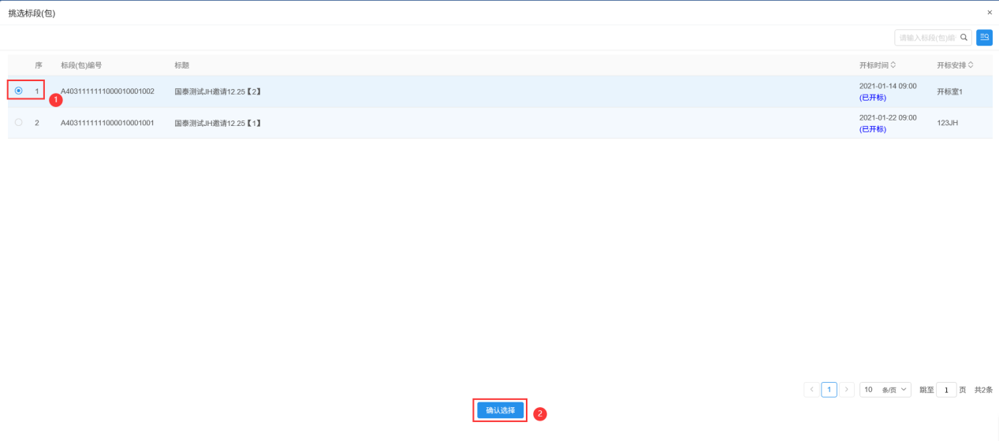 挑选标段(包)
×
请输入标段(包)编
序 标段(包)编号 标题 开标时间 开标安排
1 A4031111111000010001002 国泰测试JH邀请12.25【2】 2021-01-14 09:00 (已开标) 开标室1
1
2 A4031111111000010001001 国泰测试JH邀请12.25【1】 2021-01-22 09:00 (已开标) 123JH
< 1 > 10 条/页 跳至 1 页 共2条
确认选择
2